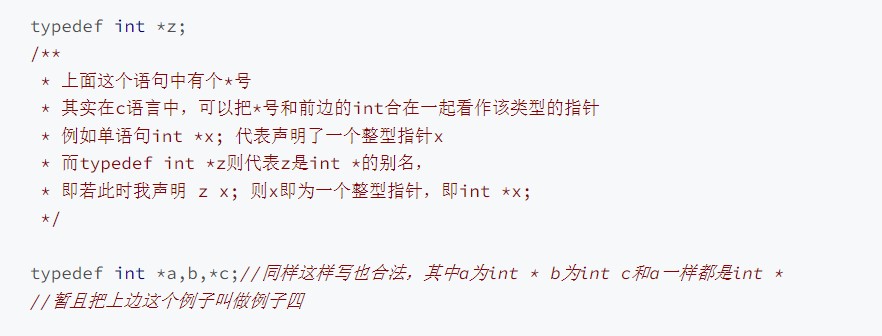 typedef int *z;
/**
* 上面这个语句中有个*号
* 其实在c语言中，可以把*号和前边的int合在一起看作该类型的指针
* 例如单语句int *x; 代表声明了一个整型指针x
* 而typedef int *z则代表z是int *的别名，
* 即若此时我声明 z x; 则x即为一个整型指针，即int *x;
*/
typedef int *a,b,*c;//同样这样写也合法，其中a为int * b为int c和a一样都是int *
//暂且把上边这个例子叫做例子四